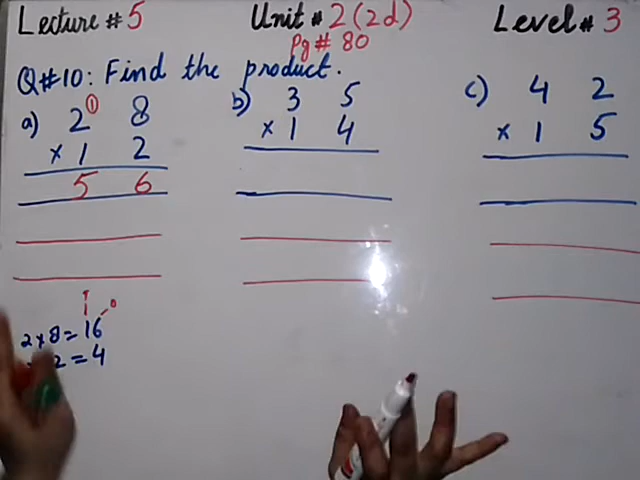 Lecture # 5
Unit # 2 (2d)
Level # 3
Pg # 80
Q#10: Find the product.
a) 2 ① 8
× 1 2
5 6
b) 3 5
× 1 4
c) 4 2
× 1 5
T O
2 × 8 = 16
2 = 4